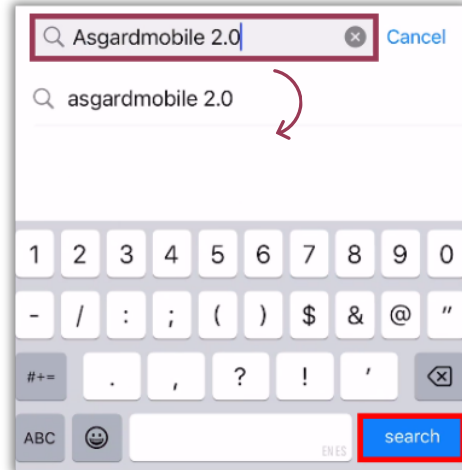 Asgardmobile 2.0 Cancel
asgardmobile 2.0
1 2 3 4 5 6 7 8 9 0
- / : ; ( ) $ & @ "
#+= . , ? ! '
ABC EN ES search